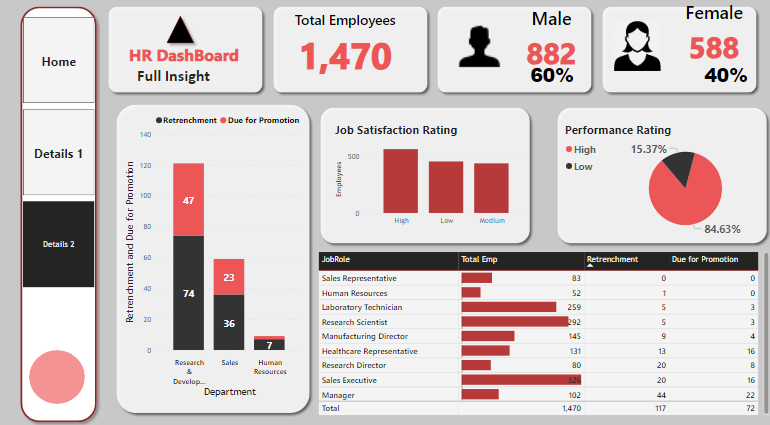 Home
Details 1
Details 2
HR DashBoard
Full Insight
Total Employees
1,470
Male
882
60%
Female
588
40%
Retrenchment Due for Promotion
Retrenchment and Due for Promotion
140
120
100
80
60
40
20
0
47
74
23
36
7
Research
&
Develop...
Sales
Human
Resources
Department
Job Satisfaction Rating
Employees
500
0
High Low Medium
Performance Rating
High
Low
15.37%
84.63%
JobRole Total Emp Retrenchment Due for Promotion
Sales Representative 83 0 0
Human Resources 52 1 0
Laboratory Technician 259 5 3
Research Scientist 292 5 3
Manufacturing Director 145 9 4
Healthcare Representative 131 13 16
Research Director 80 20 8
Sales Executive 326 20 16
Manager 102 44 22
Total 1,470 117 72